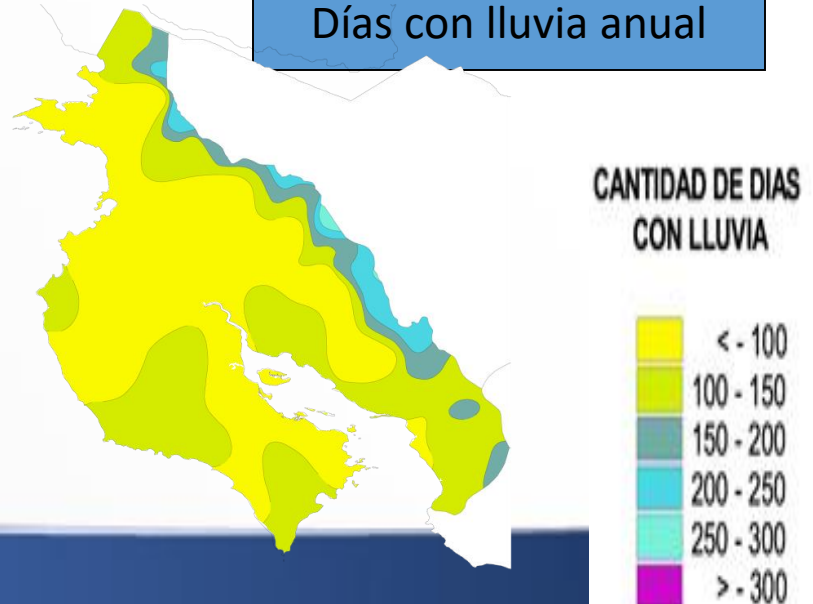 Días con lluvia anual
CANTIDAD DE DIAS
CON LLUVIA
< - 100
100 - 150
150 - 200
200 - 250
250 - 300
> - 300